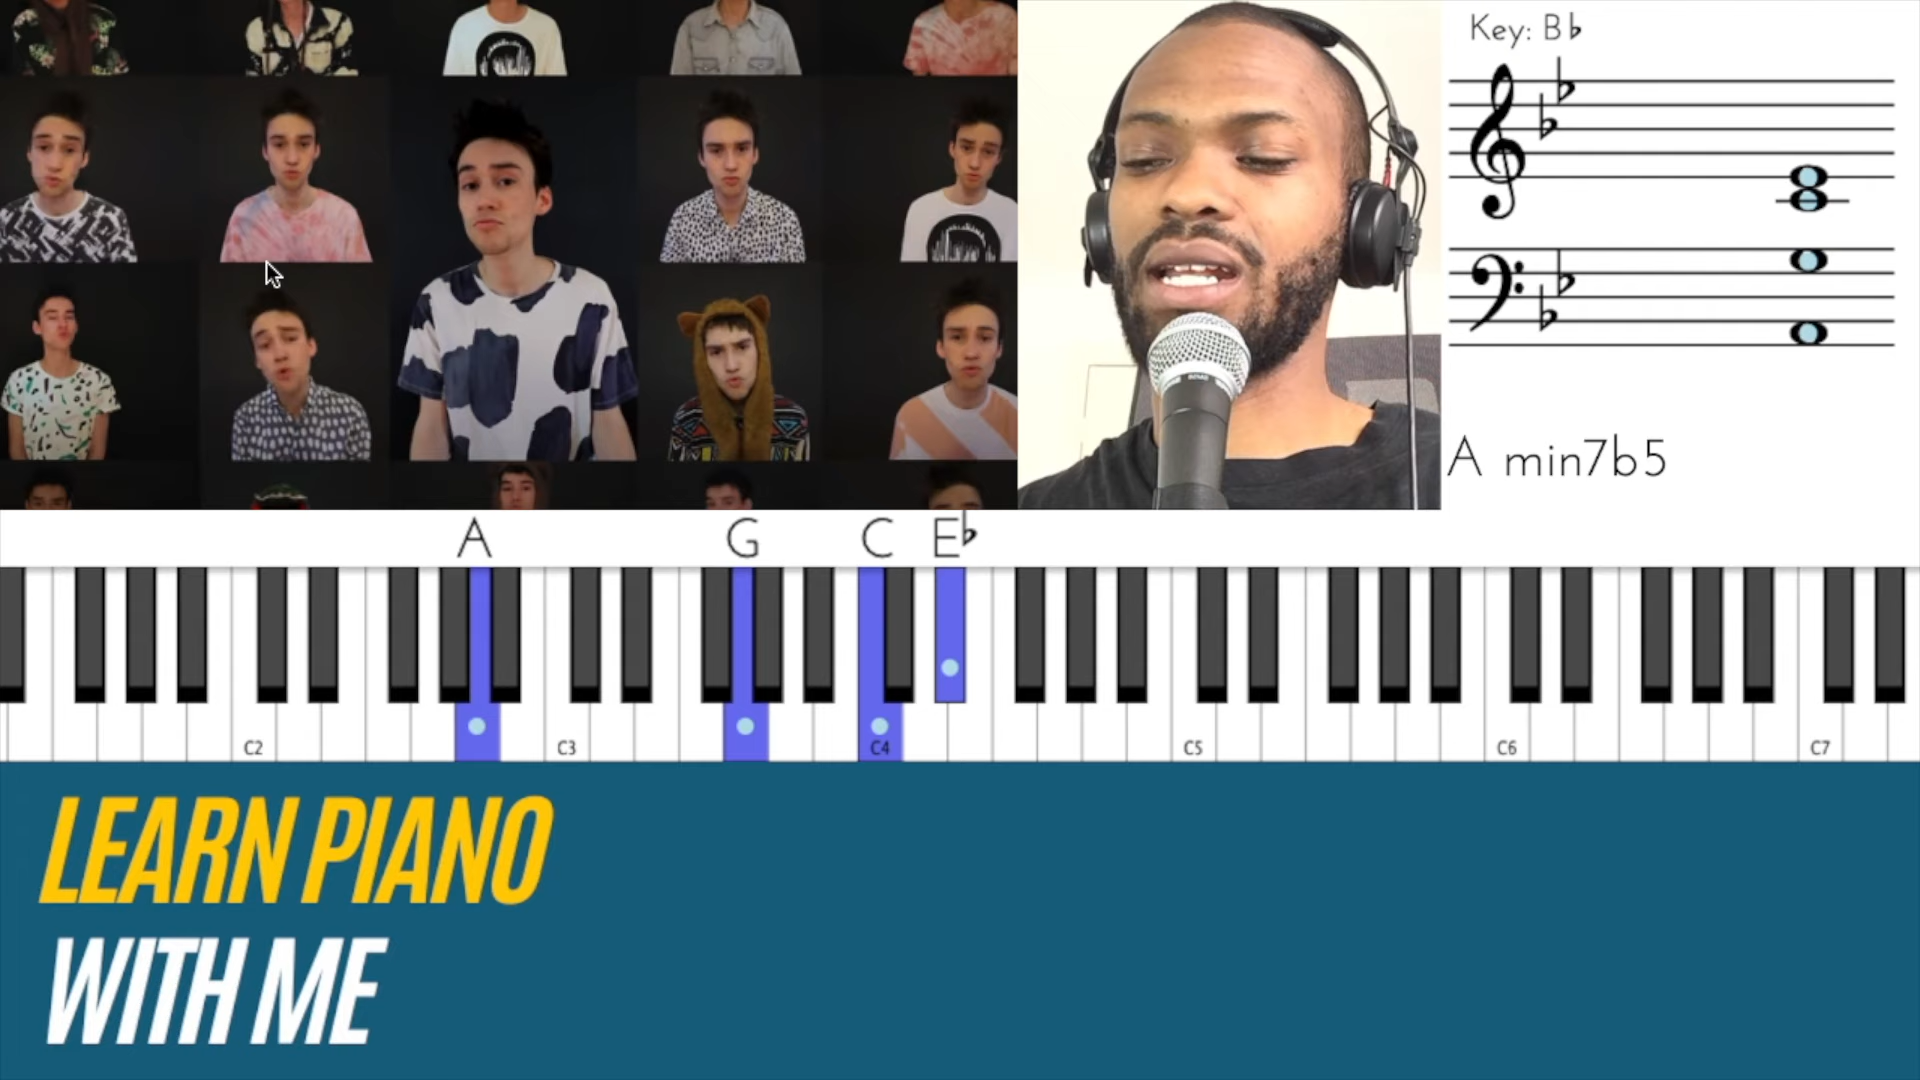 Key: B♭
A min7b5
A G C E♭
C2 C3 C4 C5 C6 C7
LEARN PIANO
WITH ME